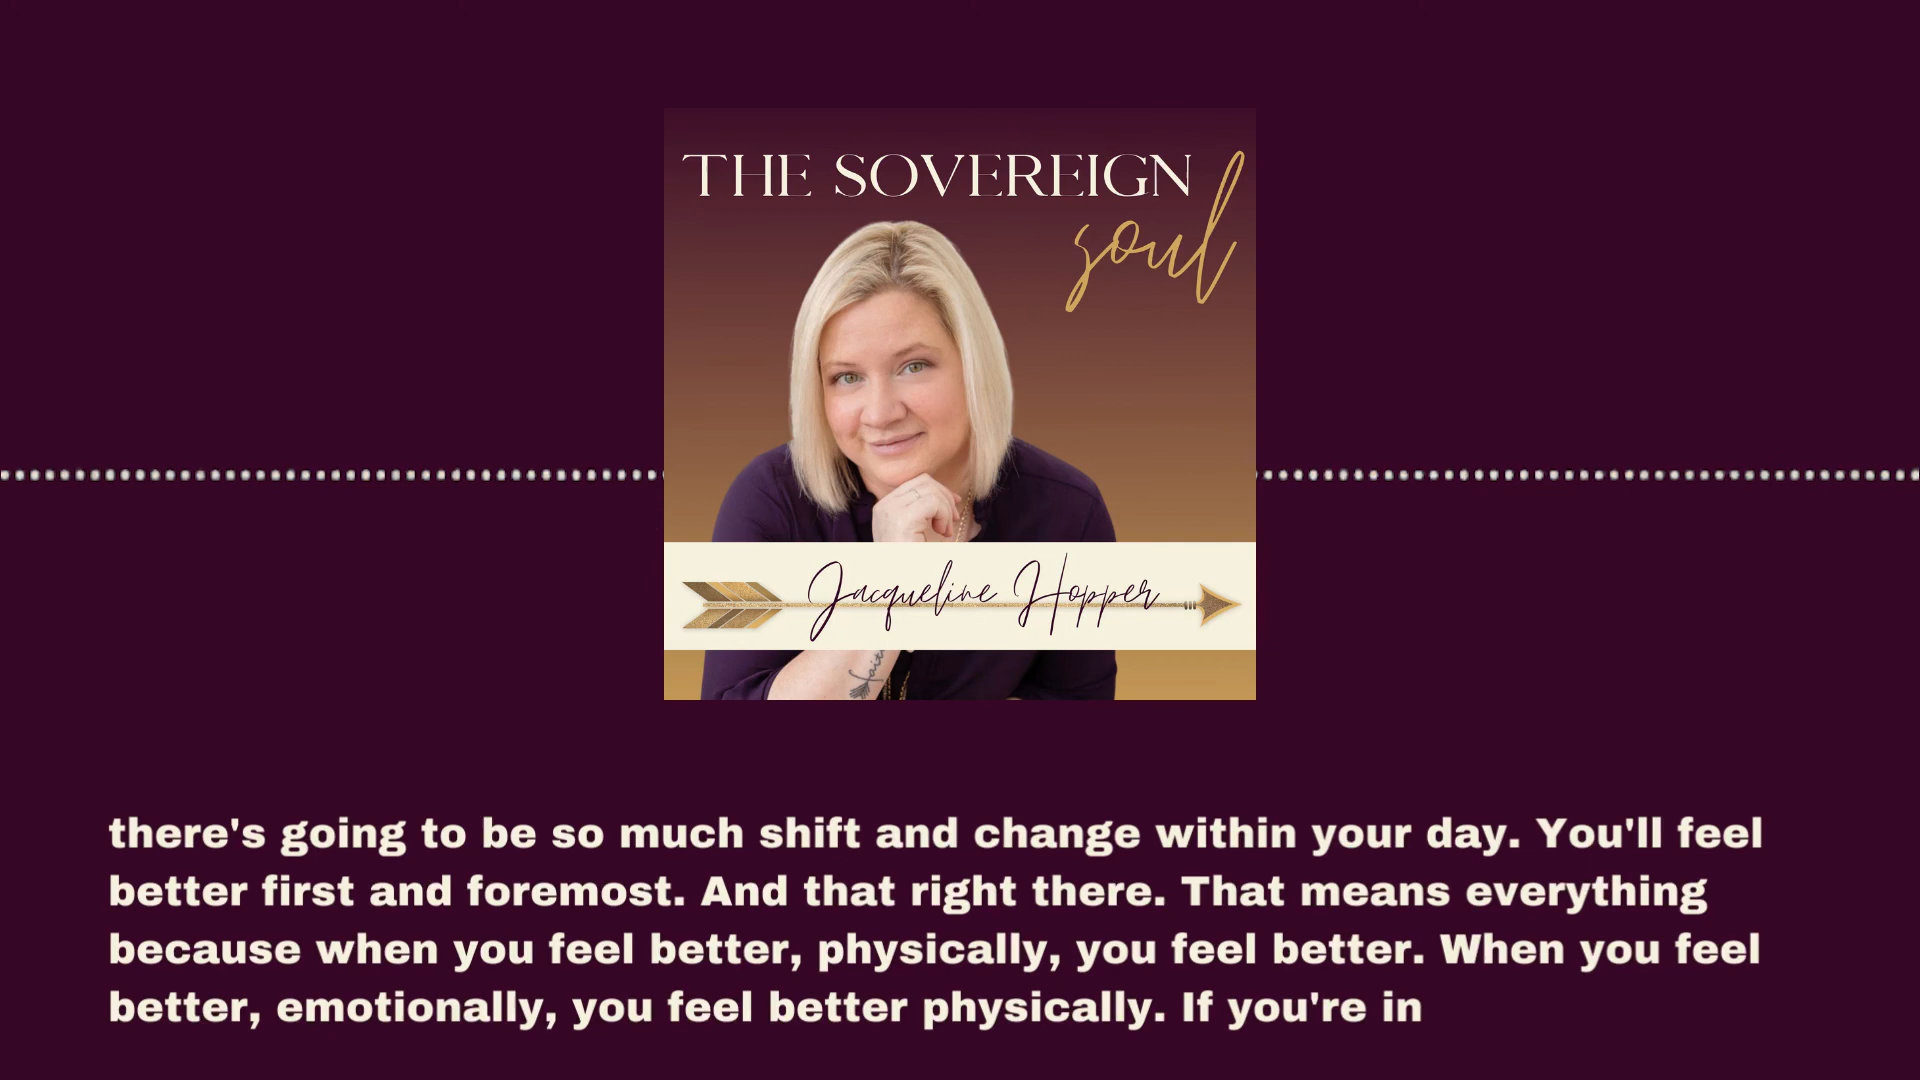 THE SOVEREIGN
soul
Jacqueline Hopper
faith
there's going to be so much shift and change within your day. You'll feel
better first and foremost. And that right there. That means everything
because when you feel better, physically, you feel better. When you feel
better, emotionally, you feel better physically. If you're in